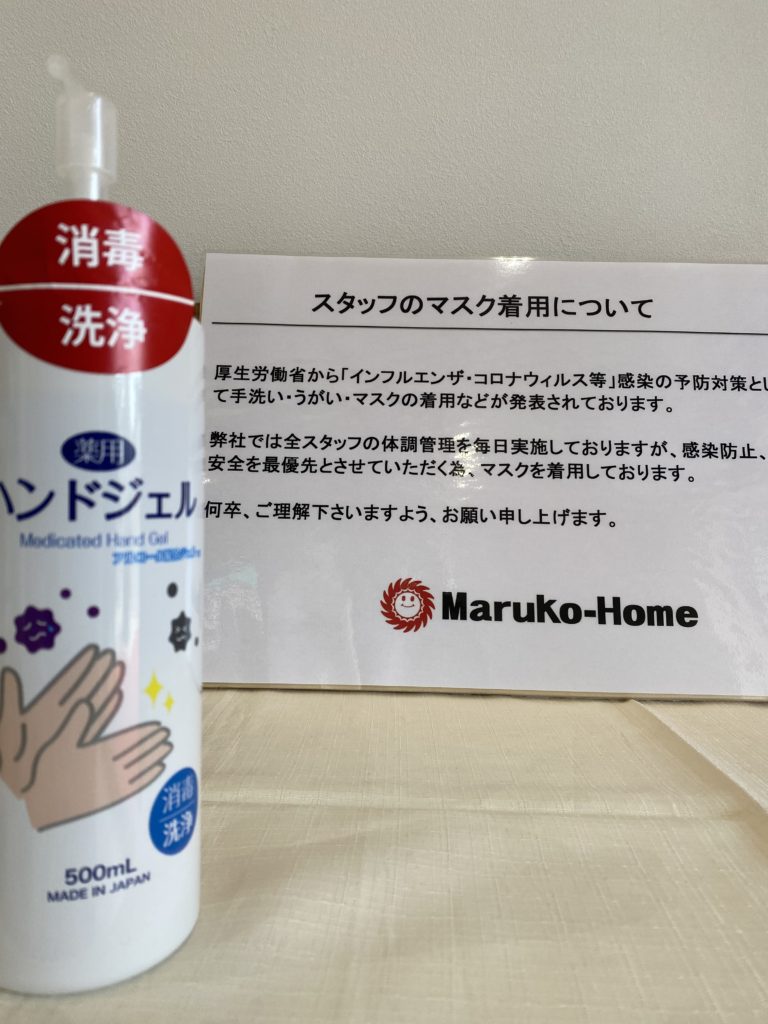 消毒
洗浄
薬用
ハンドジェル
Medicated Hand Gel
消毒
洗浄
500mL
MADE IN JAPAN
スタッフのマスク着用について
厚生労働省から「インフルエンザ・コロナウィルス等」感染の予防対策とし
て手洗い・うがい・マスクの着用などが発表されております。
弊社では全スタッフの体調管理を毎日実施しておりますが、感染防止、
安全を最優先とさせていただく為、マスクを着用しております。
何卒、ご理解下さいますよう、お願い申し上げます。
Maruko-Home